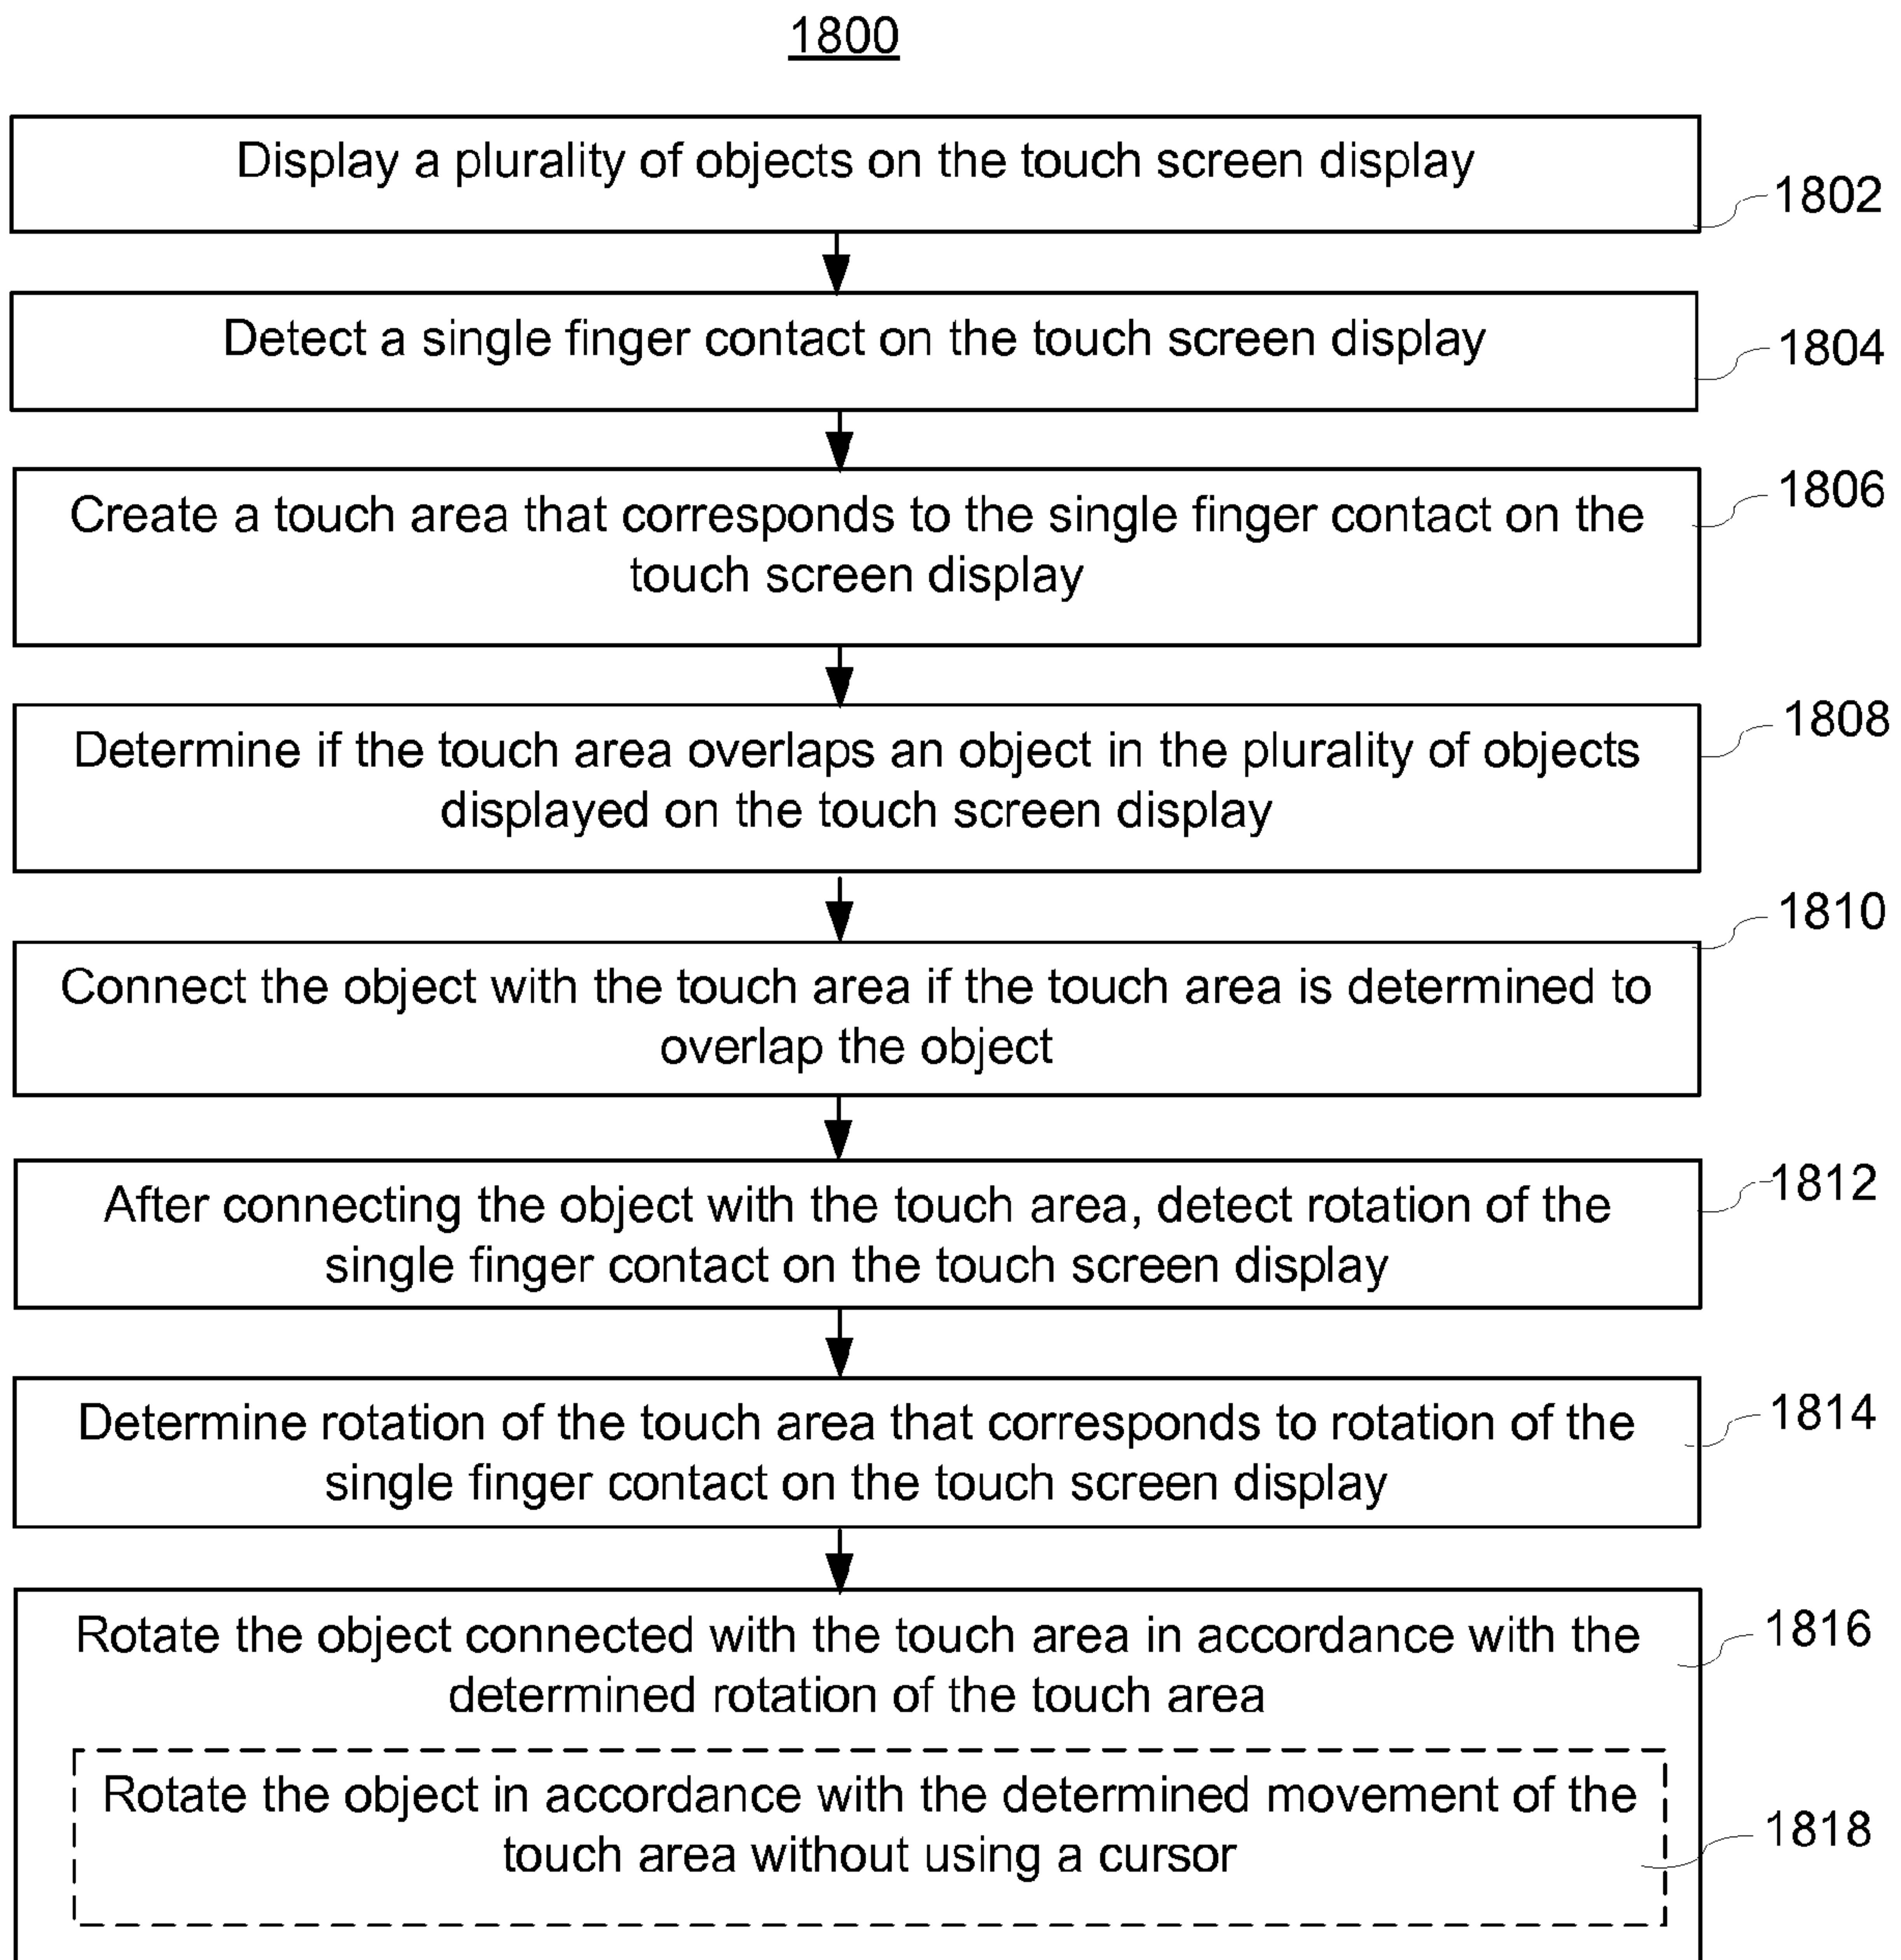 1800
Display a plurality of objects on the touch screen display
1802
Detect a single finger contact on the touch screen display
1804
Create a touch area that corresponds to the single finger contact on the
touch screen display
1806
Determine if the touch area overlaps an object in the plurality of objects
displayed on the touch screen display
1808
Connect the object with the touch area if the touch area is determined to
overlap the object
1810
After connecting the object with the touch area, detect rotation of the
single finger contact on the touch screen display
1812
Determine rotation of the touch area that corresponds to rotation of the
single finger contact on the touch screen display
1814
Rotate the object connected with the touch area in accordance with the
determined rotation of the touch area
1816
Rotate the object in accordance with the determined movement of the
touch area without using a cursor
1818